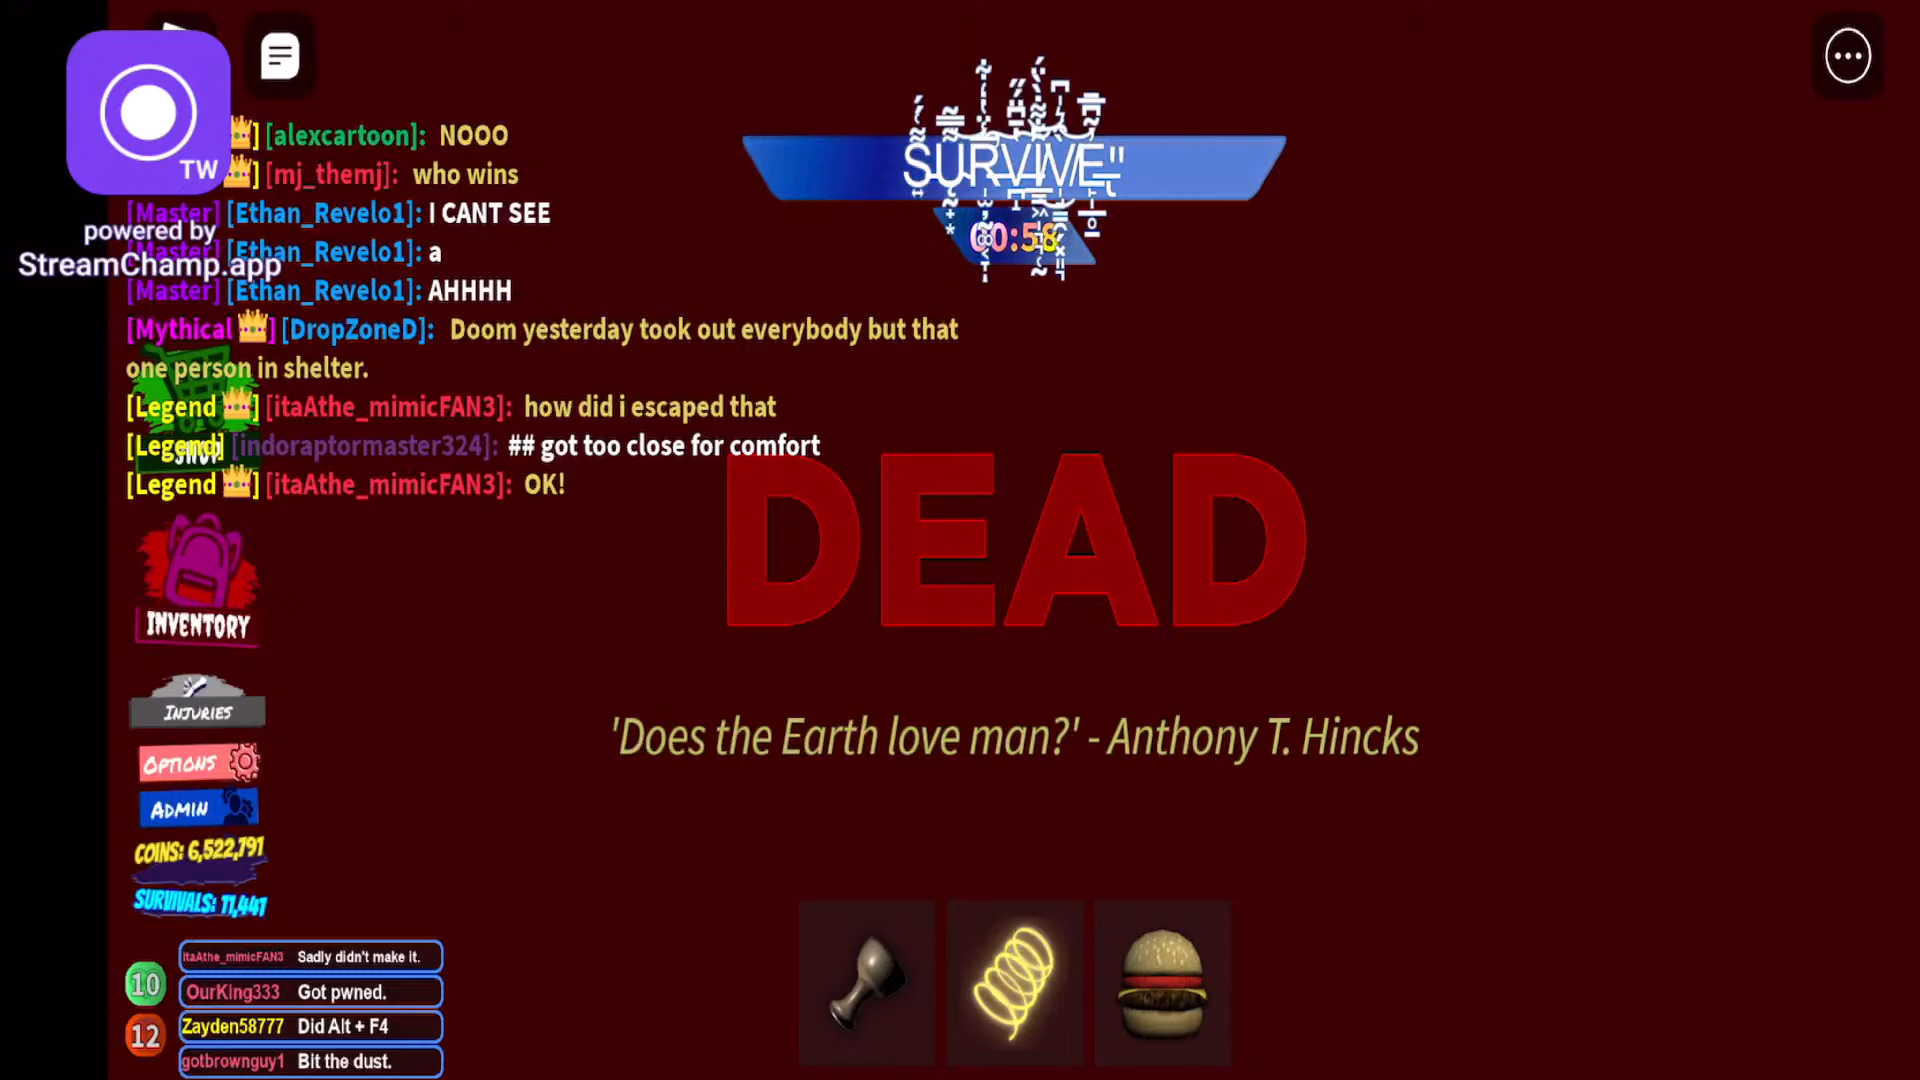 TW
powered by
StreamChamp.app
] [alexcartoon]: NOOO
] [mj_themj]: who wins
[Master] [Ethan_Revelo1]: I CANT SEE
[Master] [Ethan_Revelo1]: a
[Master] [Ethan_Revelo1]: AHHHH
[Mythical 👑] [DropZoneD]: Doom yesterday took out everybody but that
one person in shelter.
[Legend 👑] [itaAthe_mimicFAN3]: how did i escaped that
[Legend] [indoraptormaster324]: ## got too close for comfort
[Legend 👑] [itaAthe_mimicFAN3]: OK!
SURVIVE"
00:58
DEAD
'Does the Earth love man?' - Anthony T. Hincks
SHOP
INVENTORY
INJURIES
OPTIONS
ADMIN
COINS: 6,522,791
SURVIVALS: 11,441
10
12
itaAthe_mimicFAN3 Sadly didn't make it.
OurKing333 Got pwned.
Zayden58777 Did Alt + F4
gotbrownguy1 Bit the dust.